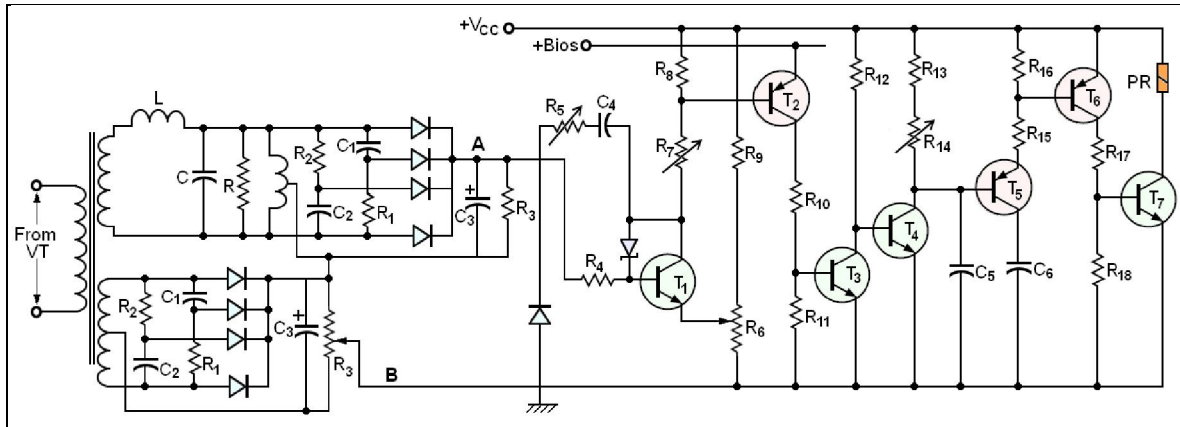 +VCC
+Bios
L
C
R
R2
C1
C2
R1
A
C3
+
R3
From
VT
R2
C1
C2
R1
C3
+
R3
B
R5
C4
R4
R8
R7
T1
R9
R6
T2
R10
R11
R12
T3
T4
R13
R14
C5
T5
C6
R16
R15
T6
R17
R18
T7
PR